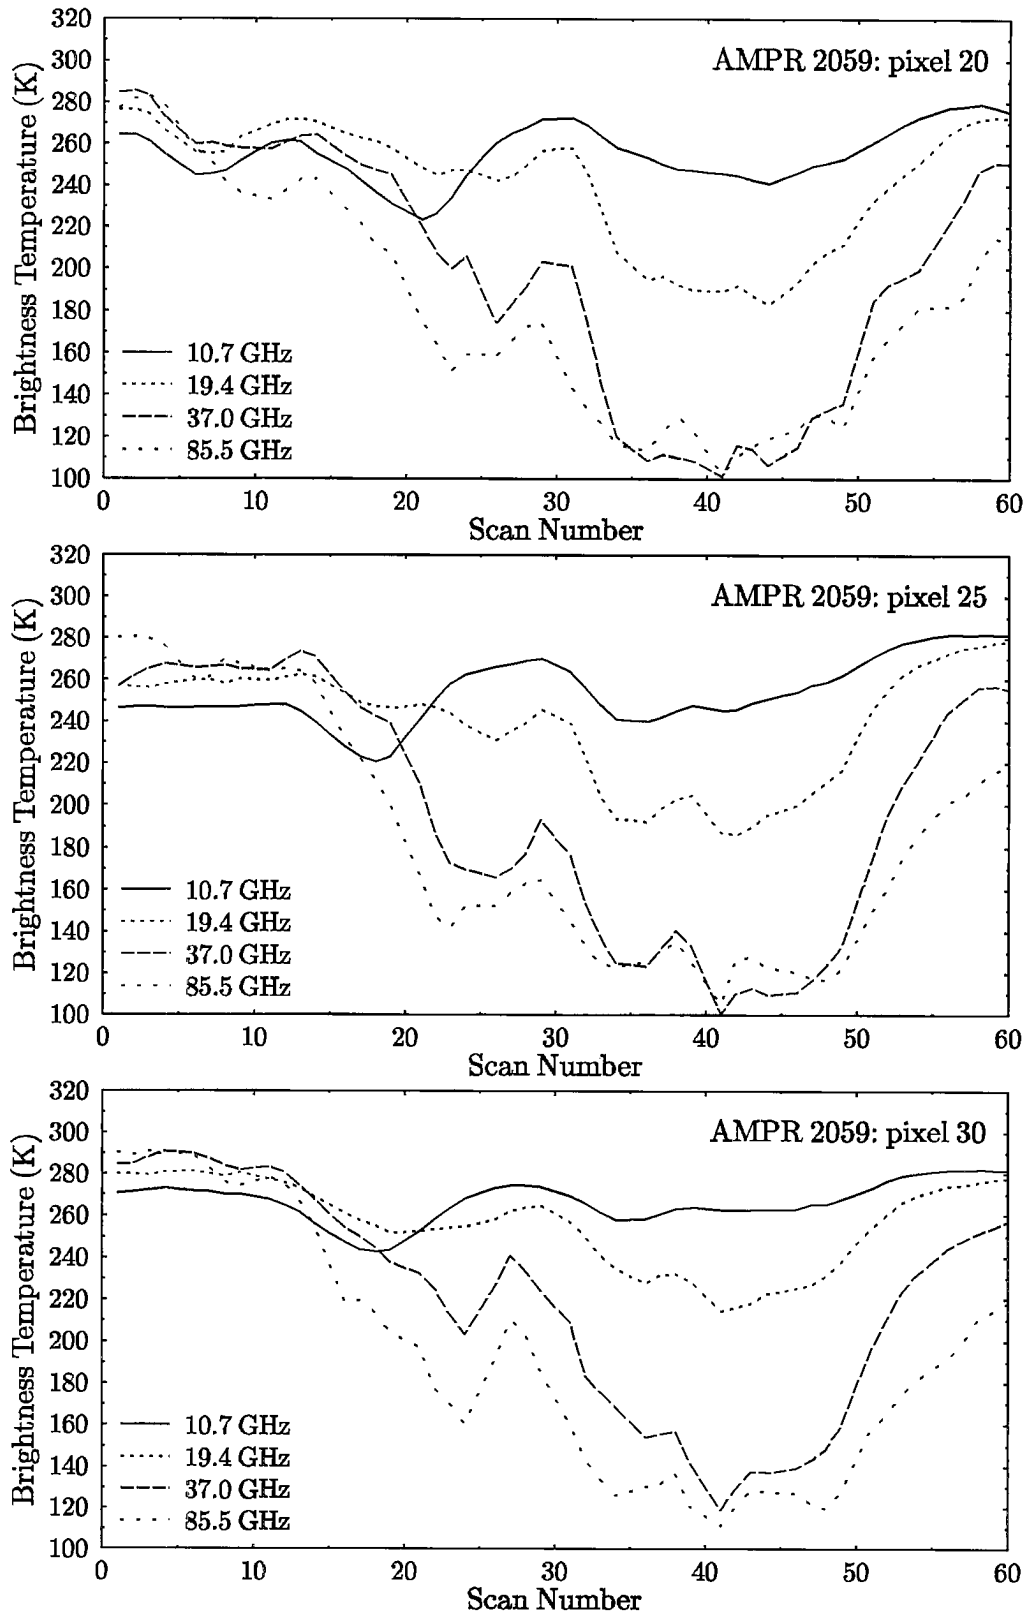 320
300
280
260
240
220
200
180
160
140
120
100
Brightness Temperature (K)
AMPR 2059: pixel 20
10.7 GHz
19.4 GHz
37.0 GHz
85.5 GHz
0 10 20 30 40 50 60
Scan Number
320
300
280
260
240
220
200
180
160
140
120
100
Brightness Temperature (K)
AMPR 2059: pixel 25
10.7 GHz
19.4 GHz
37.0 GHz
85.5 GHz
0 10 20 30 40 50 60
Scan Number
320
300
280
260
240
220
200
180
160
140
120
100
Brightness Temperature (K)
AMPR 2059: pixel 30
10.7 GHz
19.4 GHz
37.0 GHz
85.5 GHz
0 10 20 30 40 50 60
Scan Number